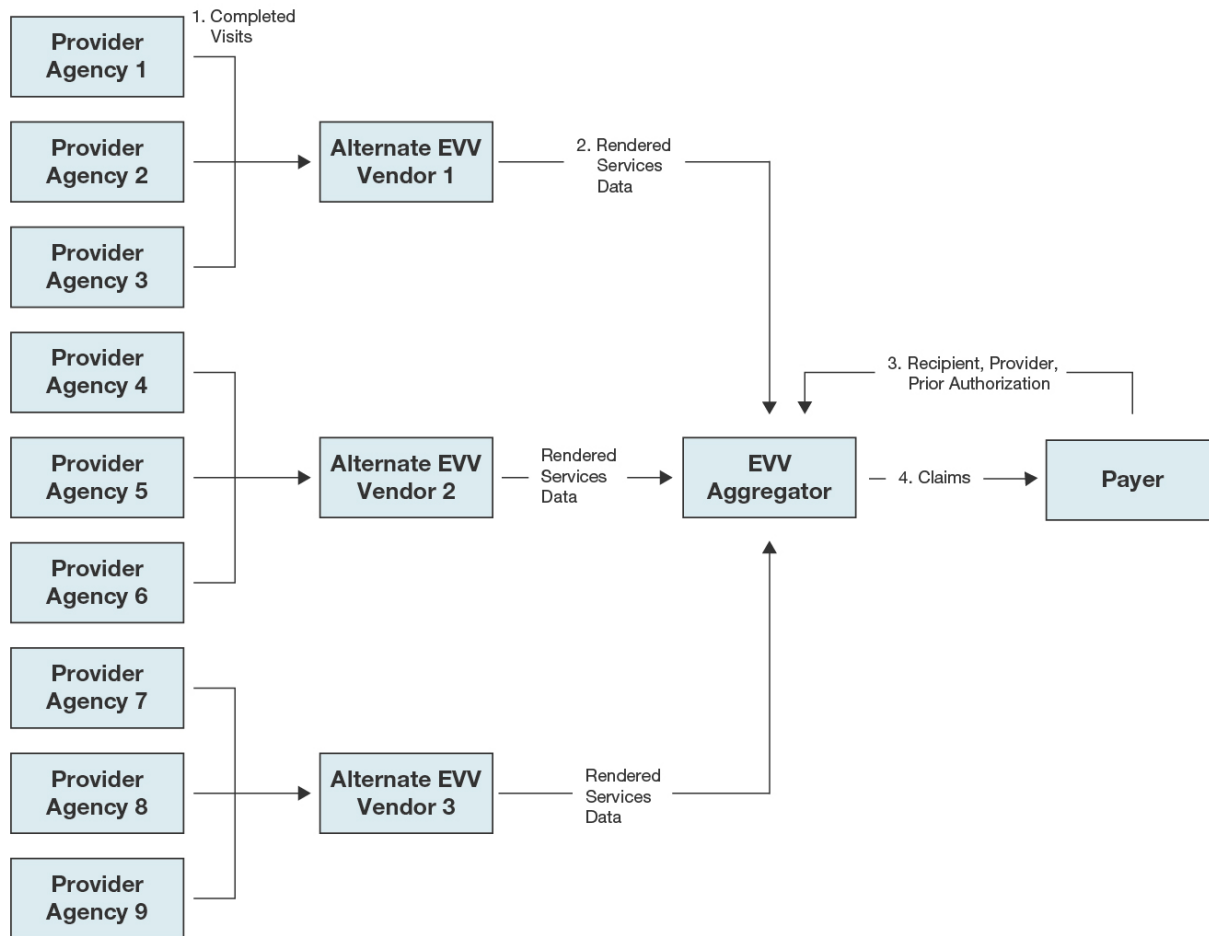 1. Completed
Visits
Provider
Agency 1
Provider
Agency 2
Provider
Agency 3
Alternate EVV
Vendor 1
2. Rendered
Services
Data
Provider
Agency 4
Provider
Agency 5
Provider
Agency 6
Alternate EVV
Vendor 2
Rendered
Services
Data
3. Recipient, Provider,
Prior Authorization
EVV
Aggregator
4. Claims
Payer
Provider
Agency 7
Provider
Agency 8
Provider
Agency 9
Alternate EVV
Vendor 3
Rendered
Services
Data